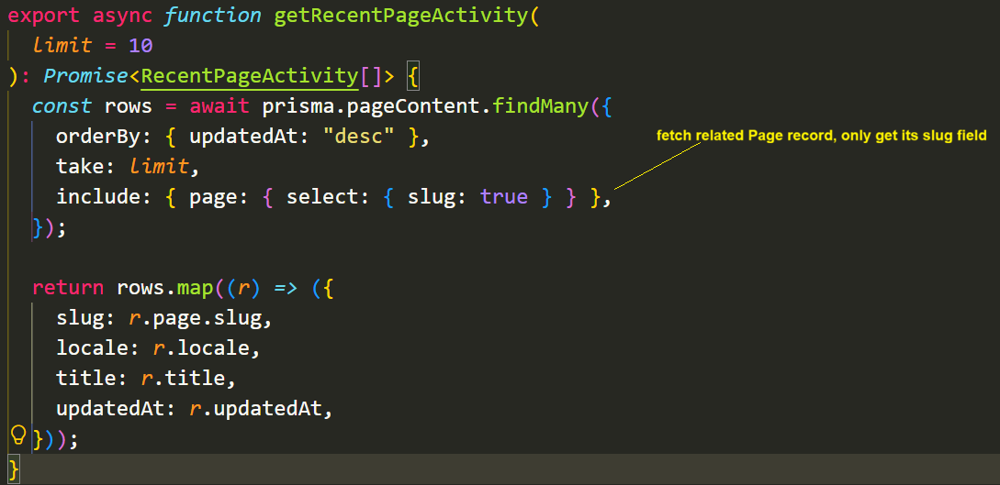 export async function getRecentPageActivity(
limit = 10
): Promise<RecentPageActivity[]> {
const rows = await prisma.pageContent.findMany({
orderBy: { updatedAt: "desc" },
fetch related Page record, only get its slug field
take: limit,
include: { page: { select: { slug: true } } },
});
return rows.map((r) => ({
slug: r.page.slug,
locale: r.locale,
title: r.title,
updatedAt: r.updatedAt,
}));
}